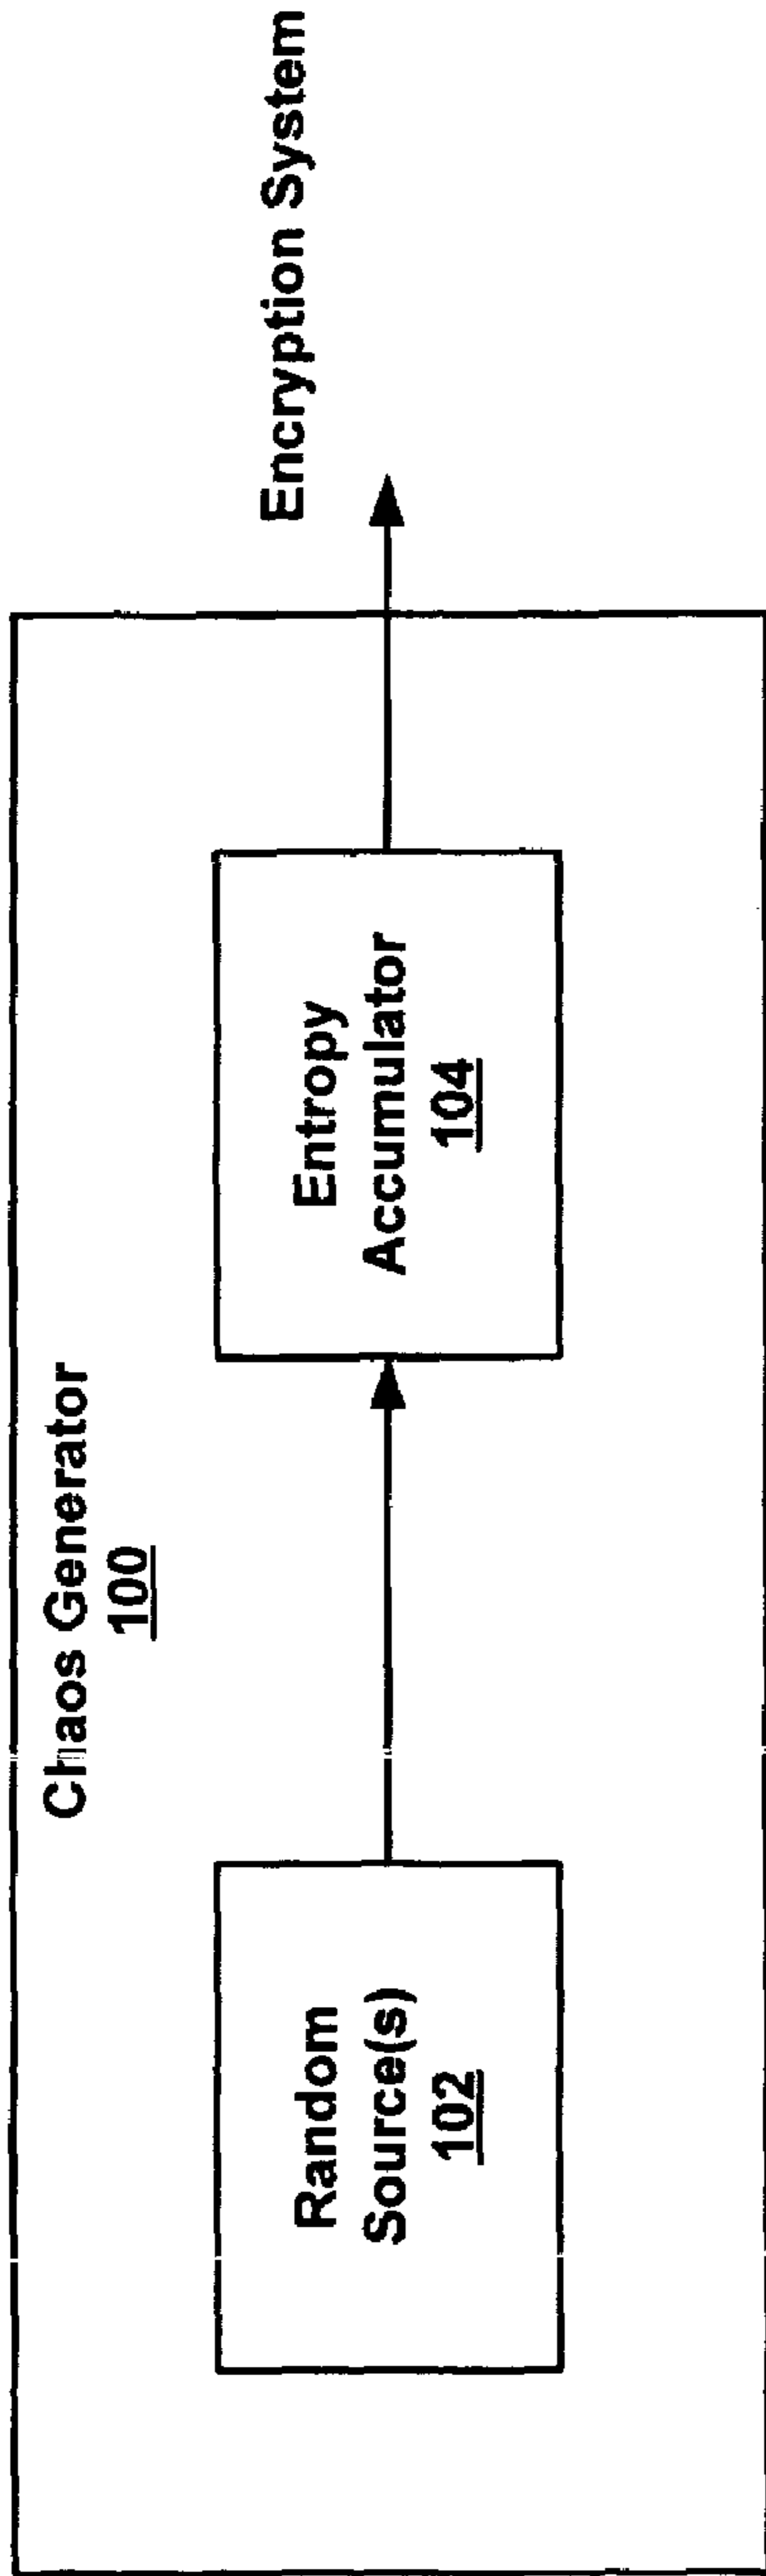 Chaos Generator
100
Random
Source(s)
102
Entropy
Accumulator
104
Encryption System